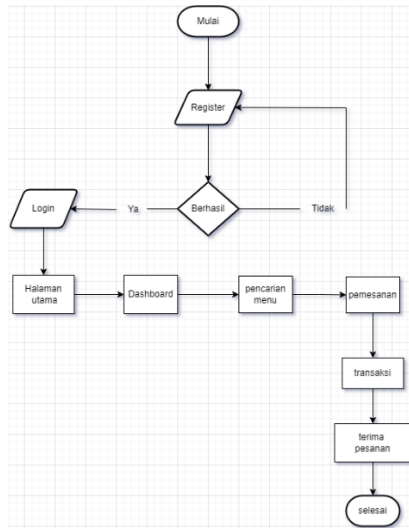 Mulai
Register
Berhasil
Ya
Tidak
Login
Halaman
utama
Dashboard
pencarian
menu
pemesanan
transaksi
terima
pesanan
selesai